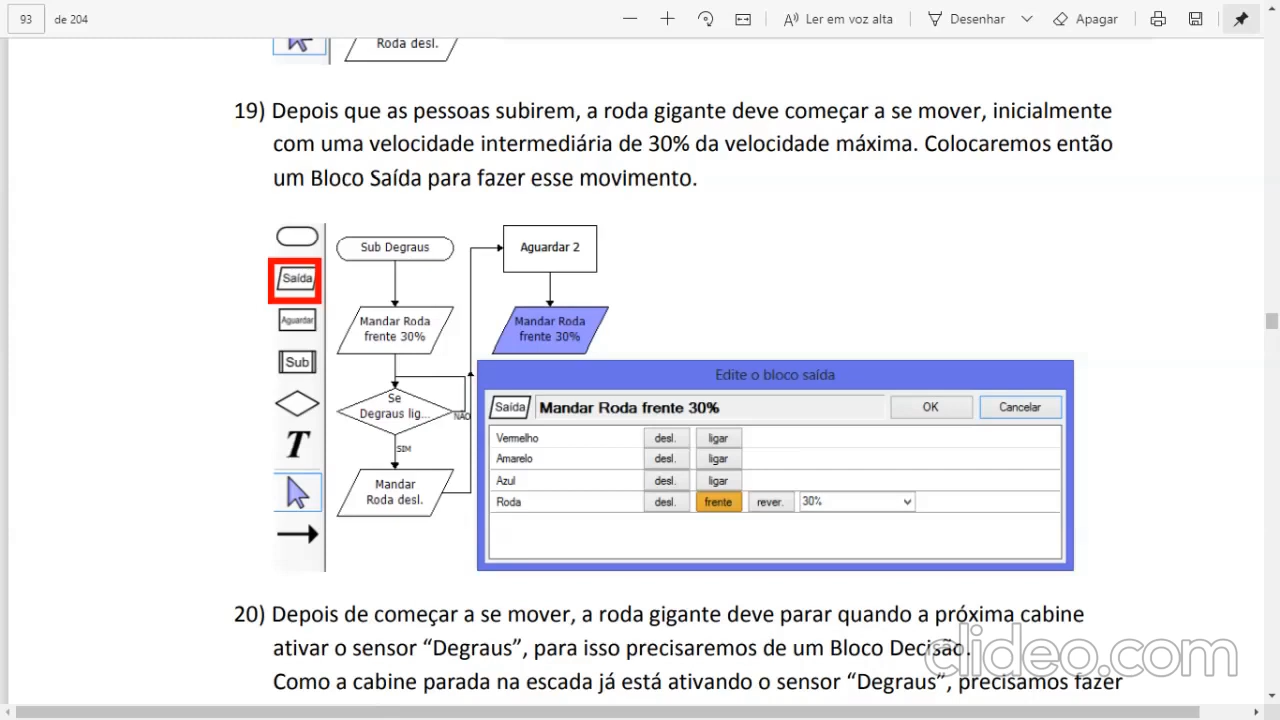 93 de 204 Ler em voz alta Desenhar Apagar
Roda desl.
19) Depois que as pessoas subirem, a roda gigante deve começar a se mover, inicialmente
com uma velocidade intermediária de 30% da velocidade máxima. Colocaremos então
um Bloco Saída para fazer esse movimento.
Saída
Aguardar
Sub
T
Sub Degraus
Mandar Roda
frente 30%
Se
Degraus lig...
NÃO
SIM
Mandar
Roda desl.
Aguardar 2
Mandar Roda
frente 30%
Edite o bloco saída
Saída Mandar Roda frente 30% OK Cancelar
Vermelho desl. ligar
Amarelo desl. ligar
Azul desl. ligar
Roda desl. frente rever. 30%
20) Depois de começar a se mover, a roda gigante deve parar quando a próxima cabine
ativar o sensor “Degraus”, para isso precisaremos de um Bloco Decisão.
Como a cabine parada na escada já está ativando o sensor “Degraus”, precisamos fazer
clideo.com